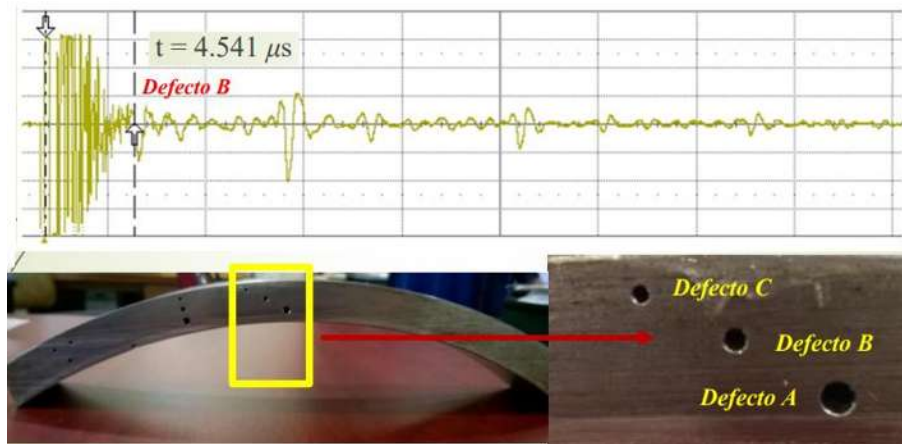 t = 4.541 μs
Defecto B
Defecto C
Defecto B
Defecto A